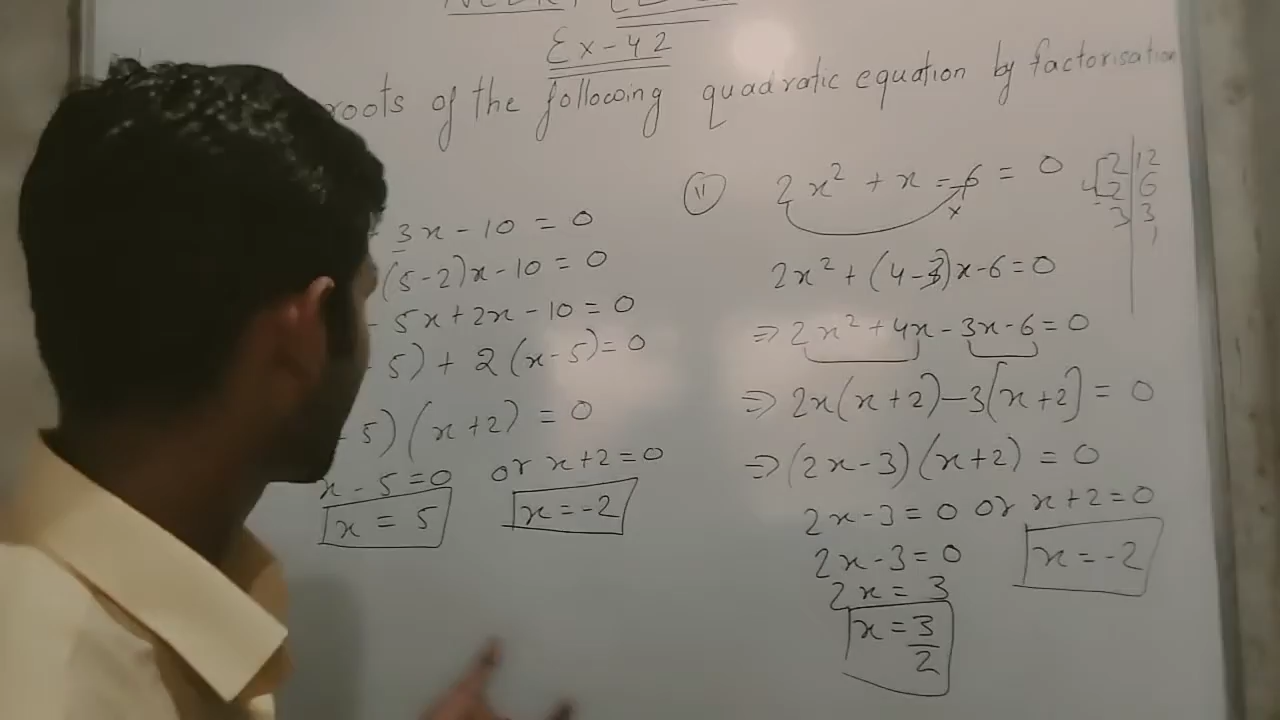 Ex-4.2
roots of the following quadratic equation by factorisation
3x - 10 = 0
(5-2)x - 10 = 0
- 5x + 2x - 10 = 0
5) + 2(x-5) = 0
5)(x+2) = 0
x - 5 = 0 or x+2 = 0
x = 5
x = -2
(ii) 2x² + x - 6 = 0
x
2x² + (4-3)x - 6 = 0
⇒ 2x² + 4x - 3x - 6 = 0
⇒ 2x(x+2) - 3[x+2] = 0
⇒ (2x-3)(x+2) = 0
2x - 3 = 0 or x+2 = 0
2x - 3 = 0
x = -2
2x = 3
x = 3/2
2 | 12
2 | 6
3 | 3
1